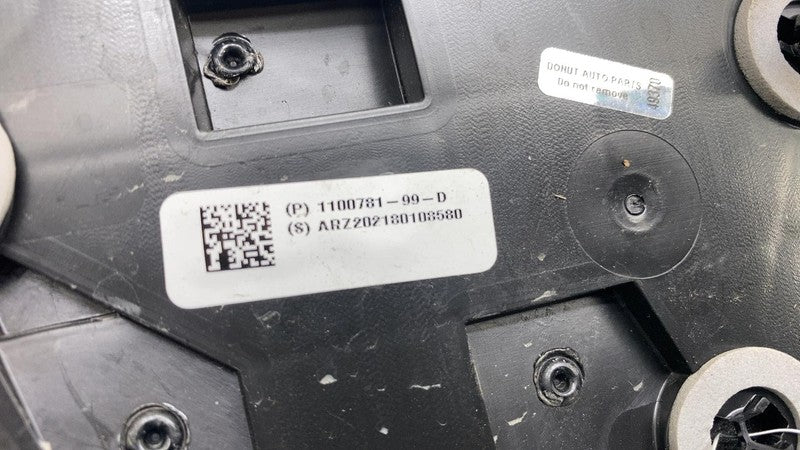 DONUT AUTO PARTS
Do not remove
49370
(P) 1100781-99-D
(S) ARZ202180108580